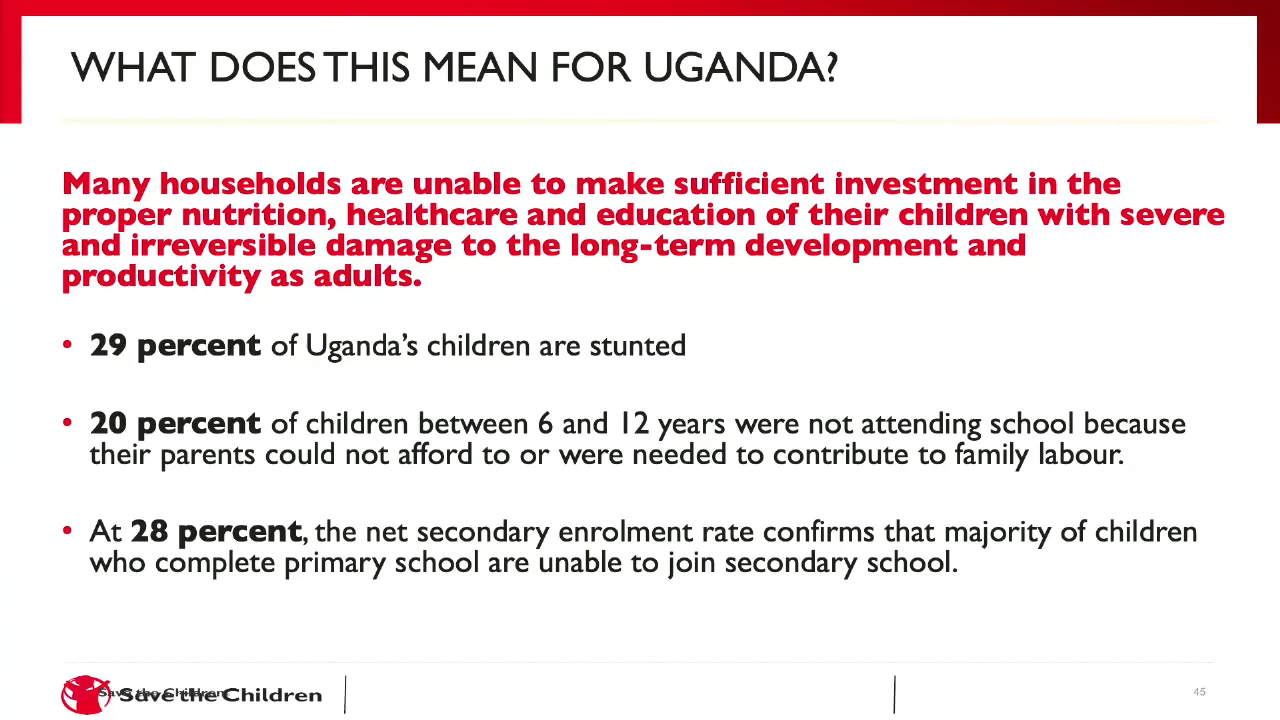 WHAT DOES THIS MEAN FOR UGANDA?
Many households are unable to make sufficient investment in the
proper nutrition, healthcare and education of their children with severe
and irreversible damage to the long-term development and
productivity as adults.
• 29 percent of Uganda's children are stunted
• 20 percent of children between 6 and 12 years were not attending school because
their parents could not afford to or were needed to contribute to family labour.
• At 28 percent, the net secondary enrolment rate confirms that majority of children
who complete primary school are unable to join secondary school.
Save the Children
Save the Children
45